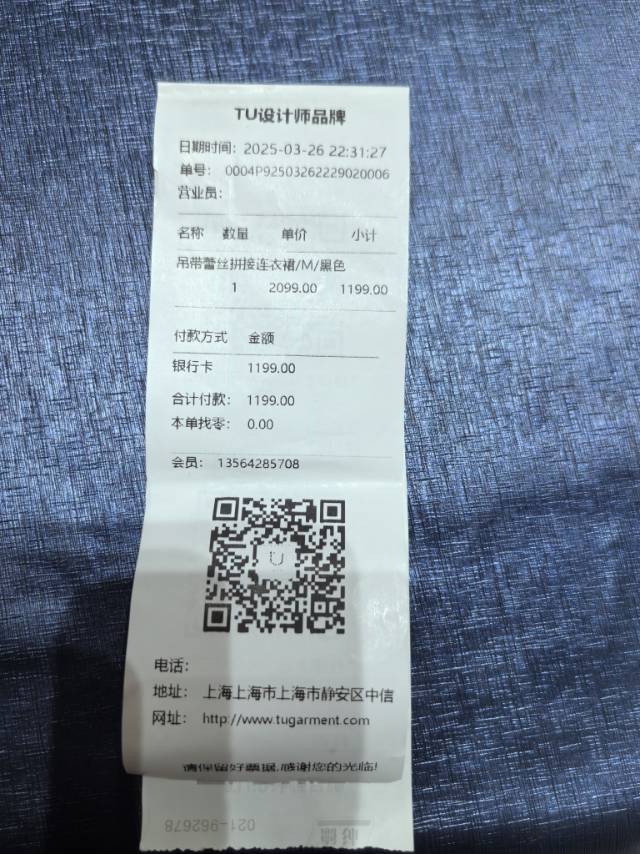 TU设计师品牌
日期时间: 2025-03-26 22:31:27
单号: 0004P92503262229020006
营业员:
名称 数量 单价 小计
吊带蕾丝拼接连衣裙/M/黑色
1 2099.00 1199.00
付款方式 金额
银行卡 1199.00
合计付款: 1199.00
本单找零: 0.00
会员: 13564285708
U
电话:
地址: 上海上海市上海市静安区中信
网址: http://www.tugarment.com
请保留好票据,感谢您的光临!
021-962678